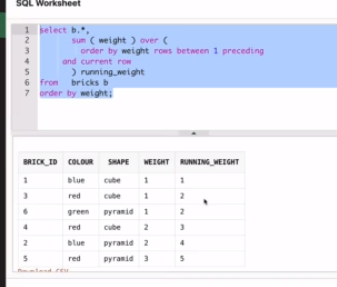 SQL Worksheet
1 select b.*,
2 sum ( weight ) over (
3 order by weight rows between 1 preceding
4 and current row
5 ) running_weight
6 from bricks b
7 order by weight;
BRICK_ID COLOUR SHAPE WEIGHT RUNNING_WEIGHT
1 blue cube 1 1
3 red cube 1 2
6 green pyramid 1 2
4 red cube 2 3
2 blue pyramid 2 4
5 red pyramid 3 5
Download CSV